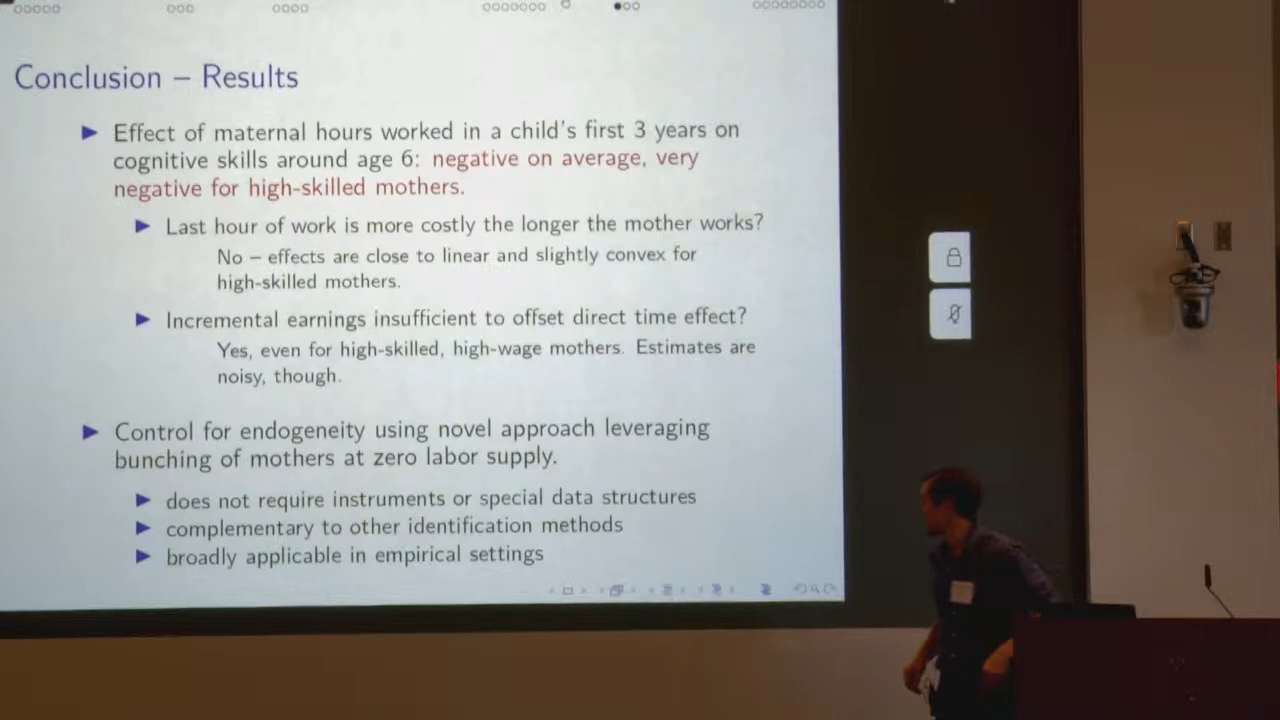 Conclusion – Results
► Effect of maternal hours worked in a child's first 3 years on
cognitive skills around age 6: negative on average, very
negative for high-skilled mothers.
► Last hour of work is more costly the longer the mother works?
No – effects are close to linear and slightly convex for
high-skilled mothers.
► Incremental earnings insufficient to offset direct time effect?
Yes, even for high-skilled, high-wage mothers. Estimates are
noisy, though.
► Control for endogeneity using novel approach leveraging
bunching of mothers at zero labor supply.
► does not require instruments or special data structures
► complementary to other identification methods
► broadly applicable in empirical settings